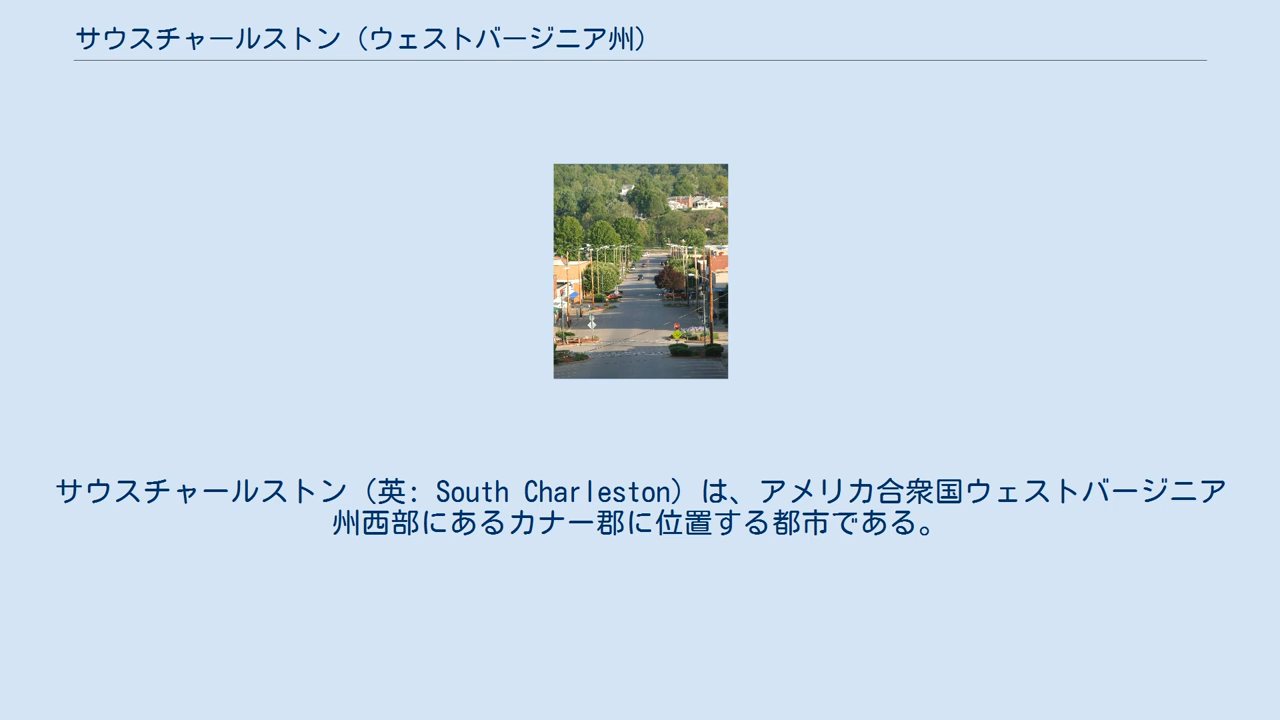 サウスチャールストン（ウェストバージニア州）
サウスチャールストン（英: South Charleston）は、アメリカ合衆国ウェストバージニア
州西部にあるカナー郡に位置する都市である。